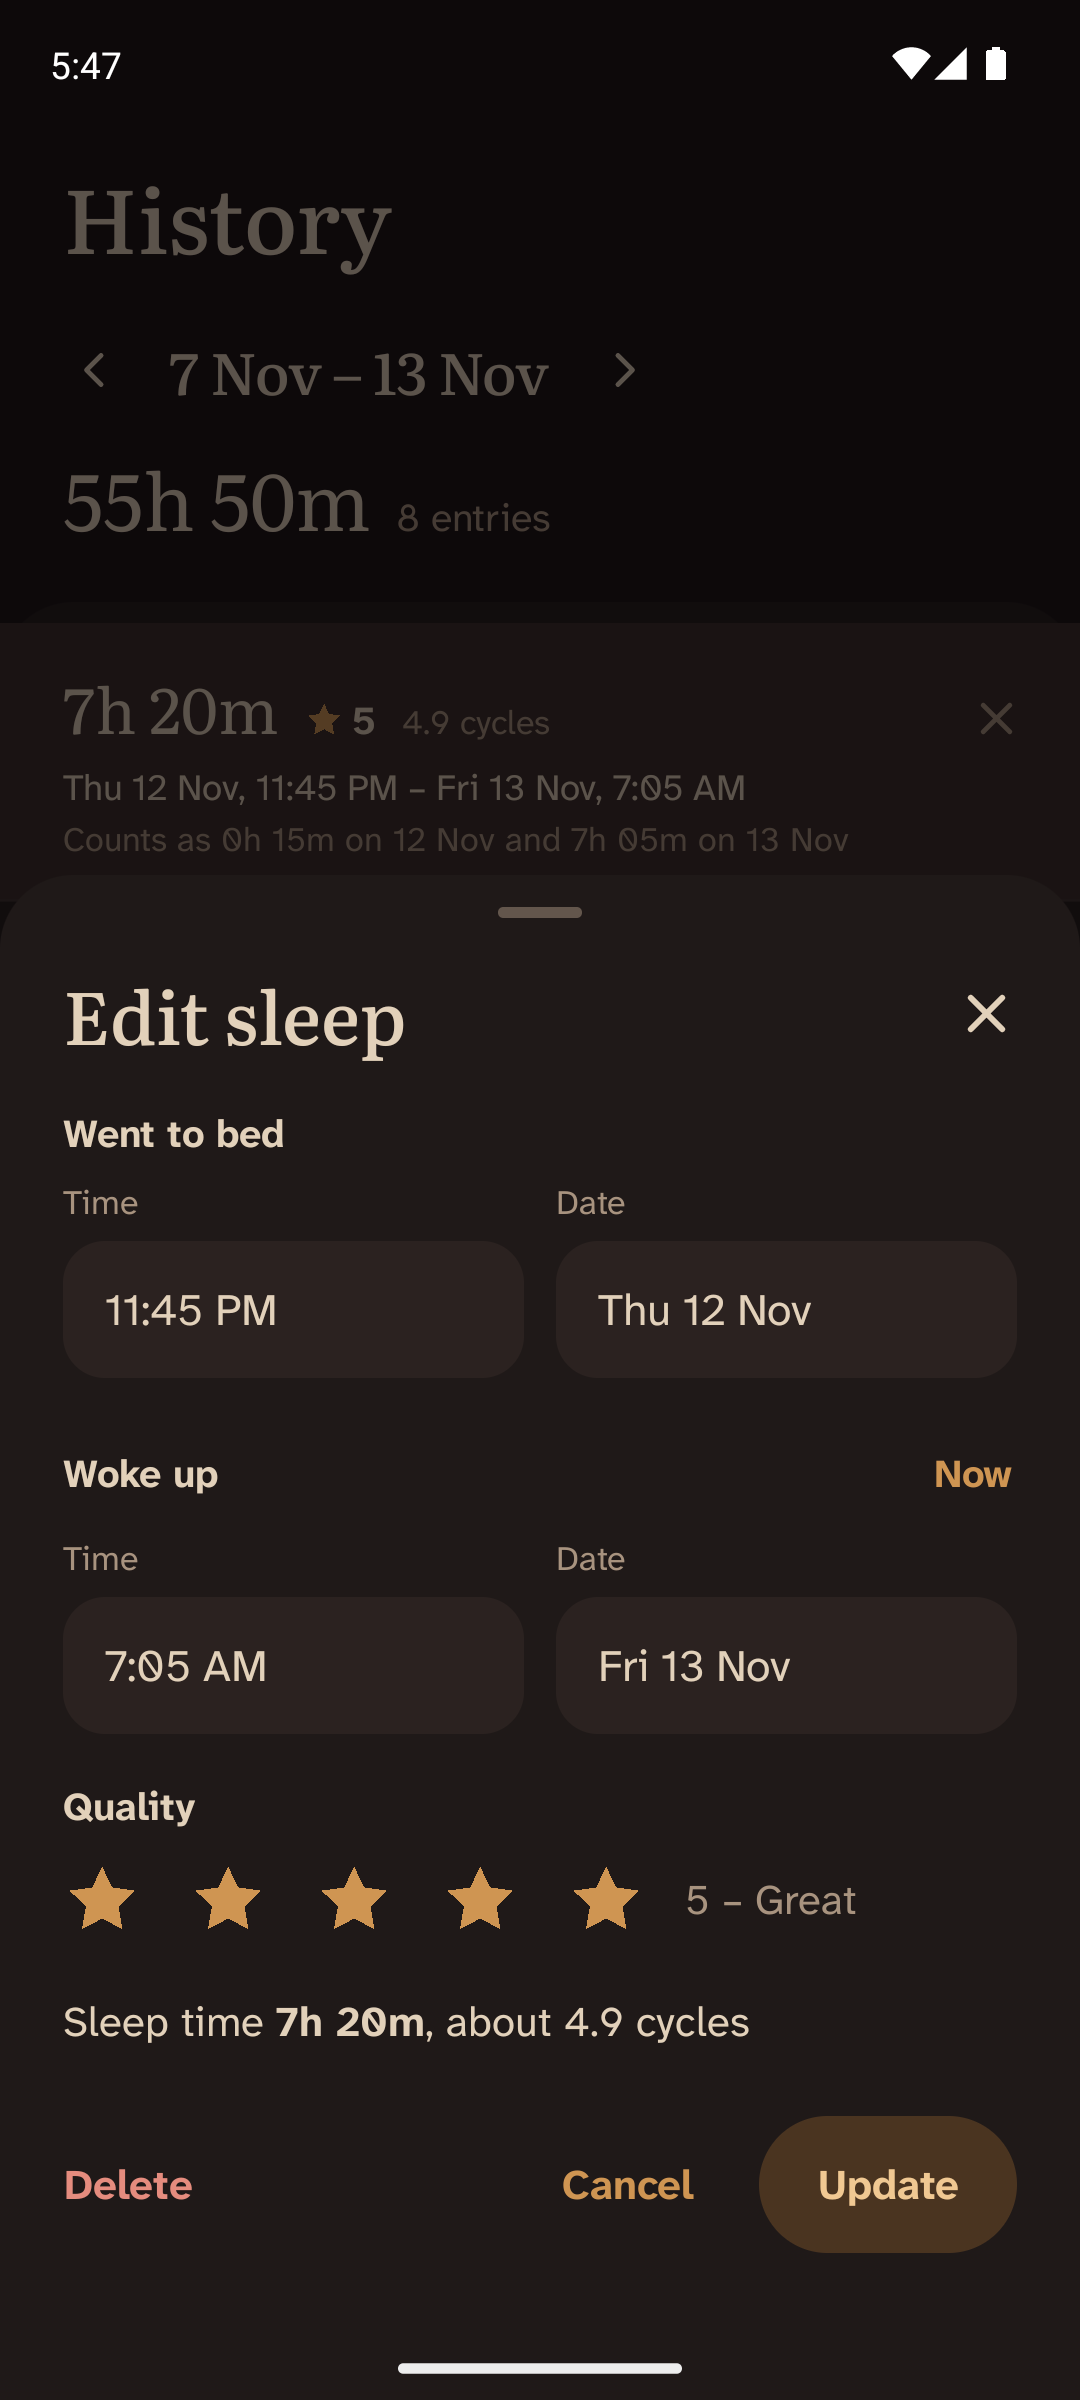 5:47
History
7 Nov – 13 Nov
55h 50m 8 entries
7h 20m 5 4.9 cycles
Thu 12 Nov, 11:45 PM – Fri 13 Nov, 7:05 AM
Counts as 0h 15m on 12 Nov and 7h 05m on 13 Nov
Edit sleep
Went to bed
Time Date
11:45 PM Thu 12 Nov
Woke up Now
Time Date
7:05 AM Fri 13 Nov
Quality
5 – Great
Sleep time 7h 20m, about 4.9 cycles
Delete Cancel Update